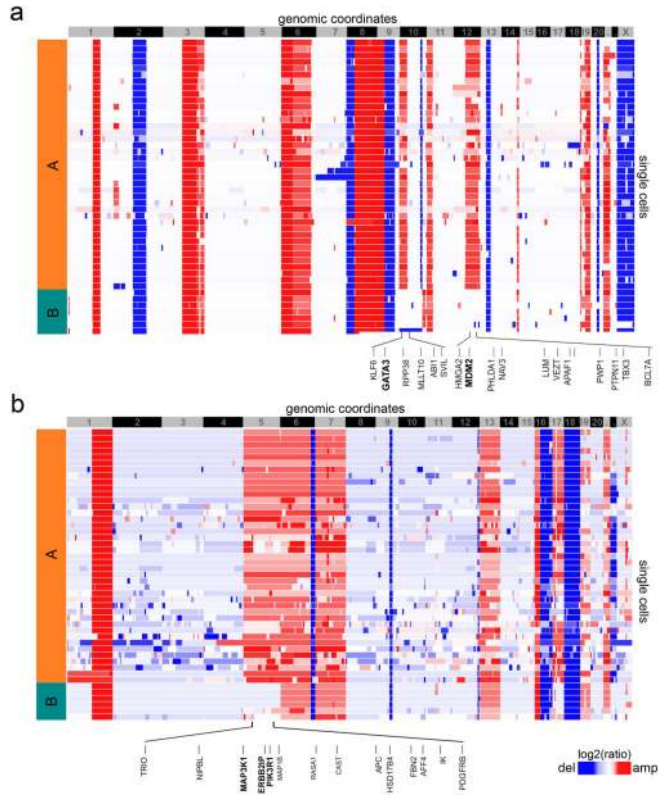 a
genomic coordinates
1 2 3 4 5 6 7 8 9 10 11 12 13 14 15 16 17 18 19 20 X
A
B
single cells
KLF6
GATA3
RPP38
MLLT10
ABI1
SVIL
HMGA2
MDM2
PHLDA1
NAV3
LUM
VEZT
APAF1
PWP1
PTPN11
TBX3
BCL7A
b
genomic coordinates
1 2 3 4 5 6 7 8 9 10 11 12 13 14 15 16 17 18 19 20 X
A
B
single cells
TRIO
NIPBL
MAP3K1
ERBB2IP
PIK3R1
MAP1B
RASA1
CAST
APC
HSD17B4
FBN2
AFF4
IK
PDGFRB
log2(ratio)
del amp